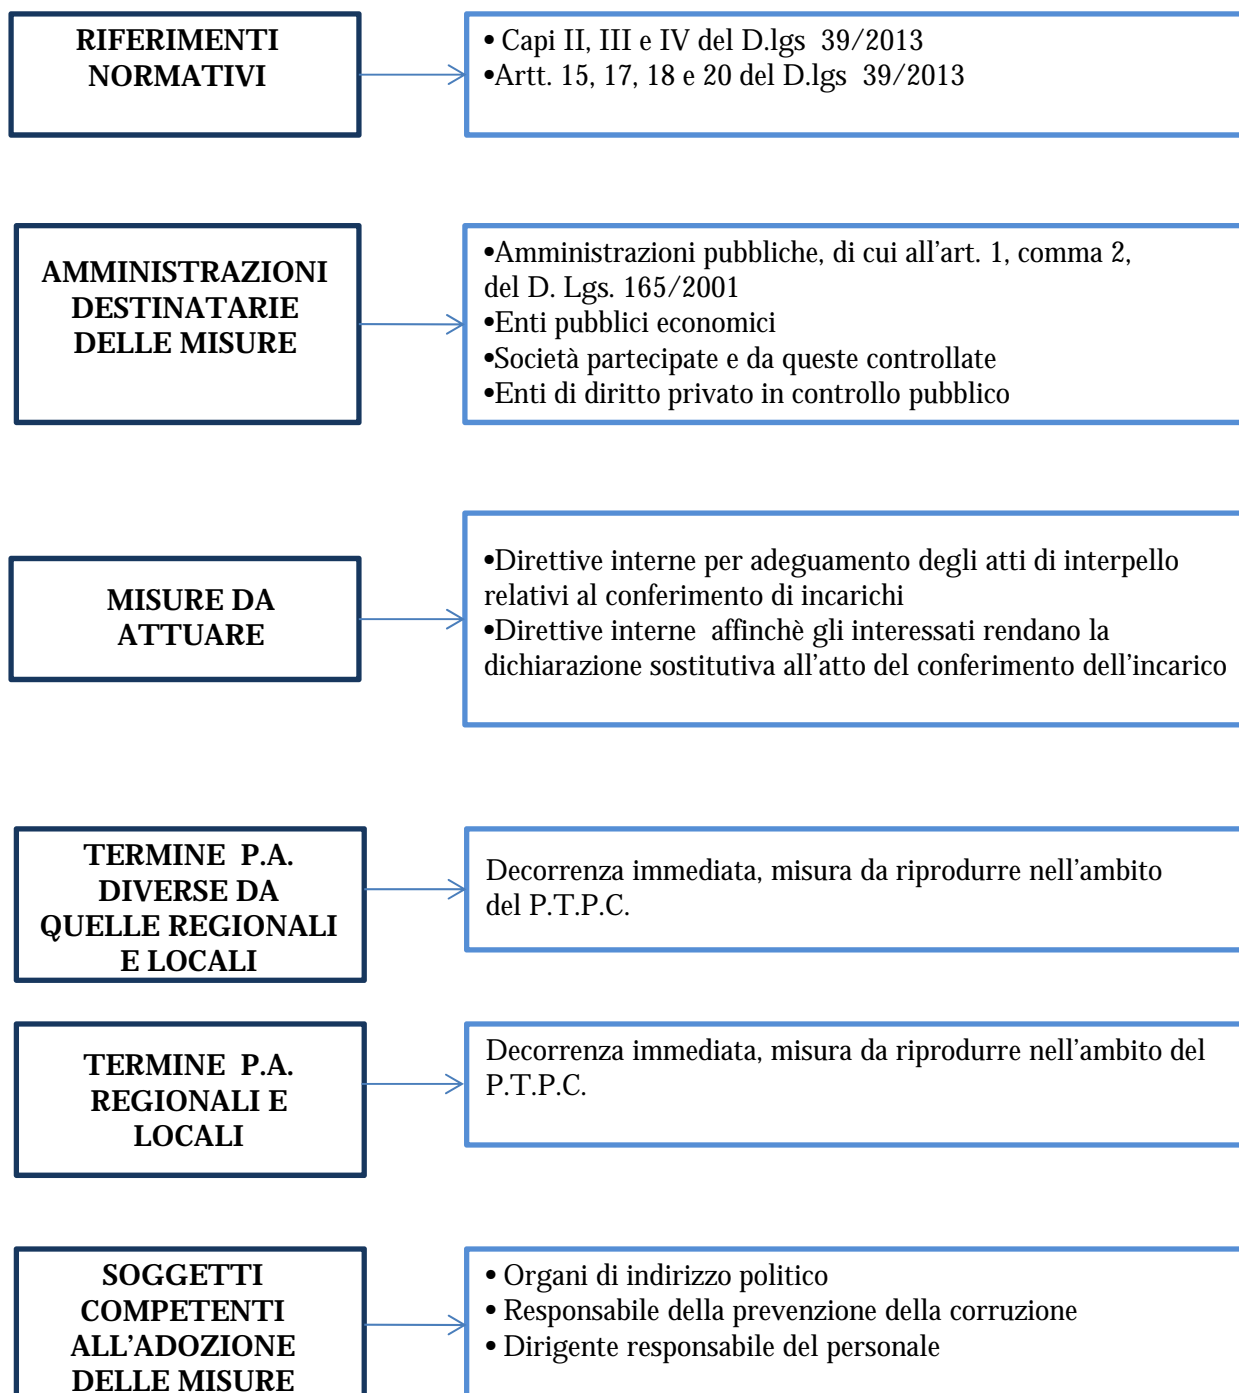 RIFERIMENTI
NORMATIVI
• Capi II, III e IV del D.lgs 39/2013
•Artt. 15, 17, 18 e 20 del D.lgs 39/2013
AMMINISTRAZIONI
DESTINATARIE
DELLE MISURE
•Amministrazioni pubbliche, di cui all’art. 1, comma 2,
del D. Lgs. 165/2001
•Enti pubblici economici
•Società partecipate e da queste controllate
•Enti di diritto privato in controllo pubblico
MISURE DA
ATTUARE
•Direttive interne per adeguamento degli atti di interpello
relativi al conferimento di incarichi
•Direttive interne affinchè gli interessati rendano la
dichiarazione sostitutiva all’atto del conferimento dell’incarico
TERMINE P.A.
DIVERSE DA
QUELLE REGIONALI
E LOCALI
Decorrenza immediata, misura da riprodurre nell’ambito
del P.T.P.C.
TERMINE P.A.
REGIONALI E
LOCALI
Decorrenza immediata, misura da riprodurre nell’ambito del
P.T.P.C.
SOGGETTI
COMPETENTI
ALL’ADOZIONE
DELLE MISURE
• Organi di indirizzo politico
• Responsabile della prevenzione della corruzione
• Dirigente responsabile del personale